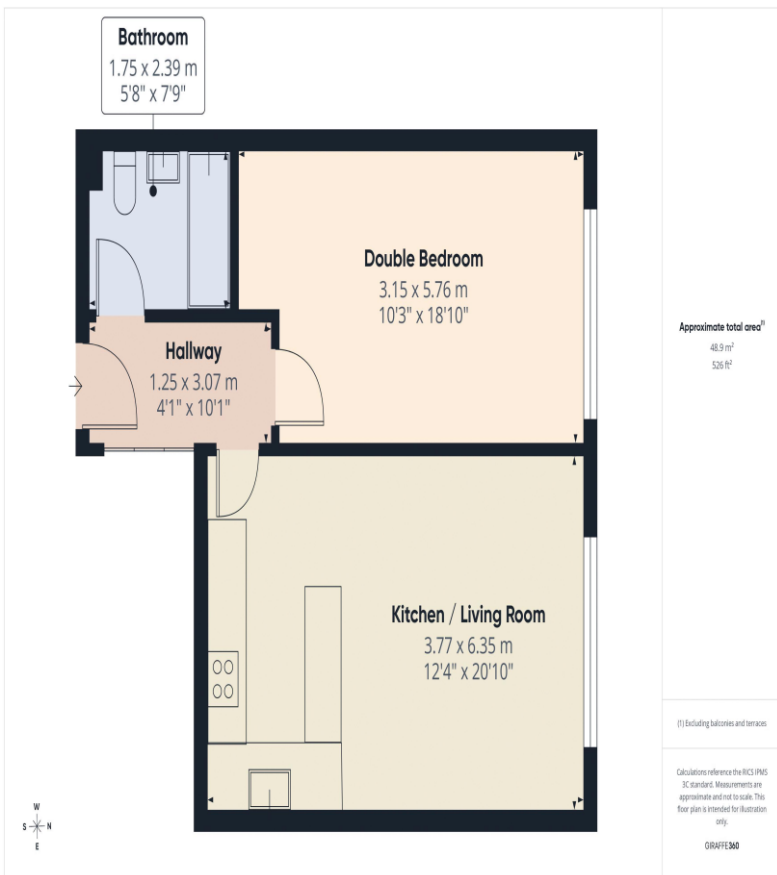 Bathroom
1.75 x 2.39 m
5'8" x 7'9"
Double Bedroom
3.15 x 5.76 m
10'3" x 18'10"
Hallway
1.25 x 3.07 m
4'1" x 10'1"
Kitchen / Living Room
3.77 x 6.35 m
12'4" x 20'10"
Approximate total area(1)
48.9 m²
526 ft²
(1) Excluding balconies and terraces
Calculations reference the RICS IPMS
3C standard. Measurements are
approximate and not to scale. This
floor plan is intended for illustration
only.
GIRAFFE360
W
S N
E